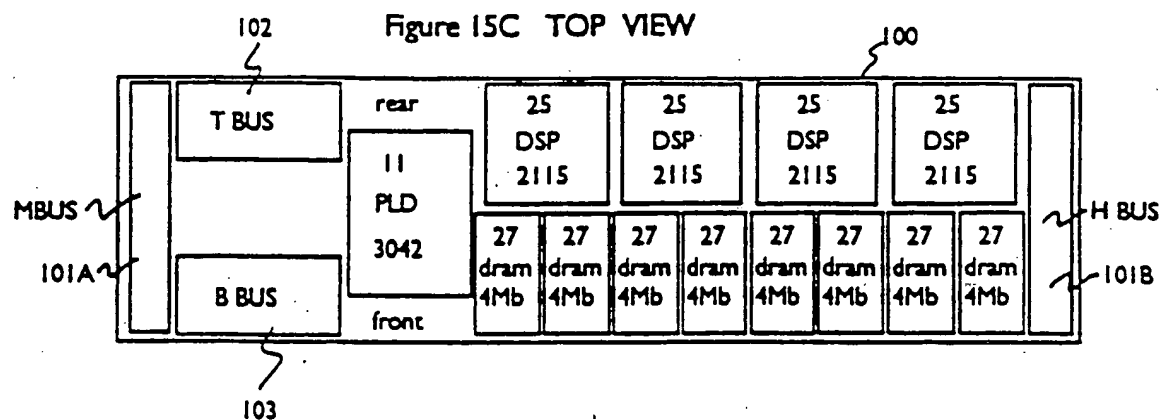 Figure 15C TOP VIEW
102
100
T BUS
rear
25 DSP 2115
25 DSP 2115
25 DSP 2115
25 DSP 2115
11 PLD 3042
MBUS
H BUS
101A
101B
27 dram 4Mb
27 dram 4Mb
27 dram 4Mb
27 dram 4Mb
27 dram 4Mb
27 dram 4Mb
27 dram 4Mb
27 dram 4Mb
B BUS
front
103